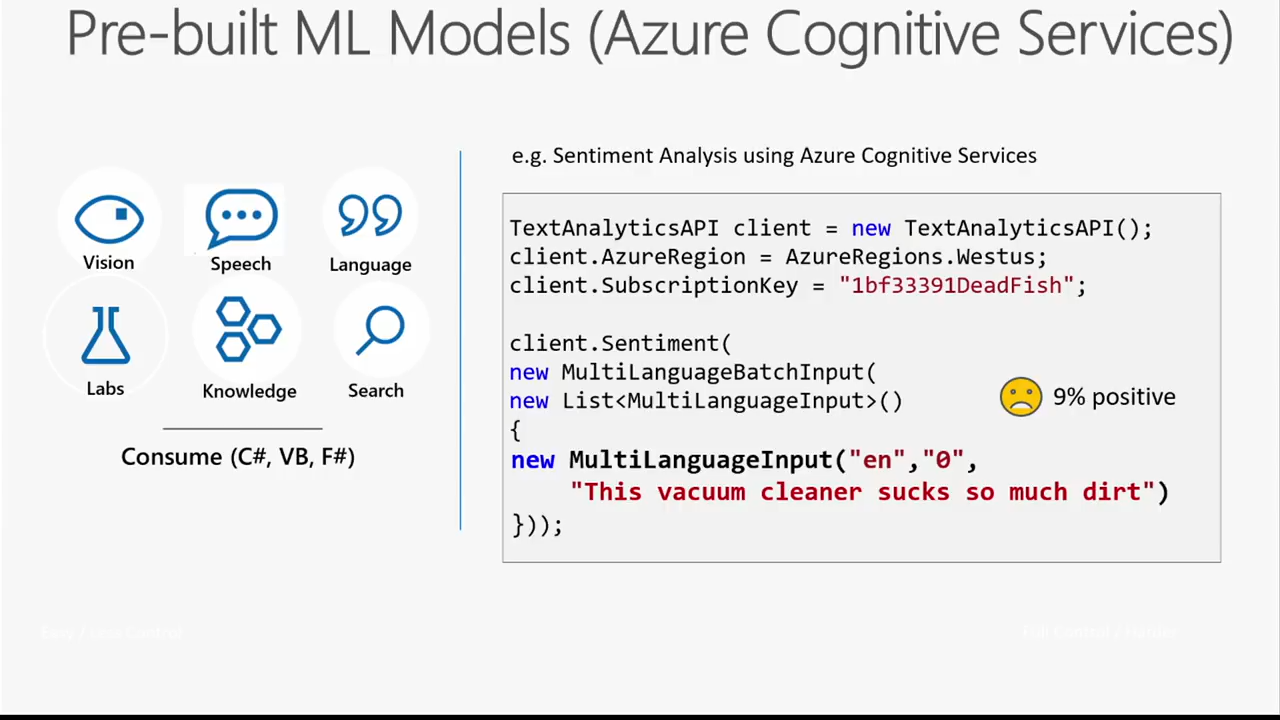 Pre-built ML Models (Azure Cognitive Services)
Vision
Speech
Language
Labs
Knowledge
Search
Consume (C#, VB, F#)
e.g. Sentiment Analysis using Azure Cognitive Services
TextAnalyticsAPI client = new TextAnalyticsAPI();
client.AzureRegion = AzureRegions.Westus;
client.SubscriptionKey = "1bf33391DeadFish";
client.Sentiment(
new MultiLanguageBatchInput(
new List<MultiLanguageInput>()
{
new MultiLanguageInput("en","0",
"This vacuum cleaner sucks so much dirt")
}));
9% positive